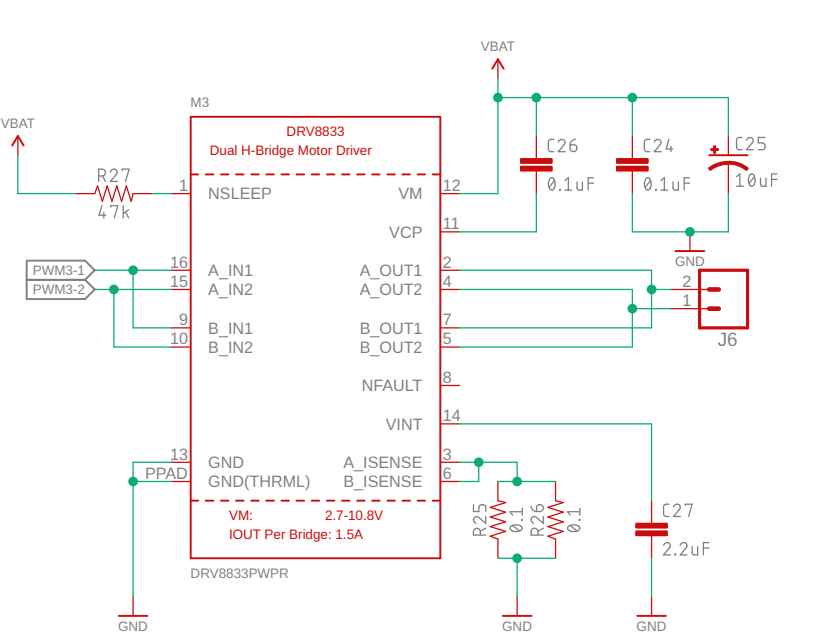 VBAT
M3
VBAT
DRV8833
Dual H-Bridge Motor Driver
C26
0.1uF
C24
0.1uF
C25
10uF
R27
47k
1 NSLEEP
VM 12
VCP 11
GND
PWM3-1
PWM3-2
16 A_IN1
15 A_IN2
A_OUT1 2
A_OUT2 4
2
1
J6
9 B_IN1
10 B_IN2
B_OUT1 7
B_OUT2 5
NFAULT 8
VINT 14
13 GND
PPAD GND(THRML)
A_ISENSE 3
B_ISENSE 6
VM: 2.7-10.8V
IOUT Per Bridge: 1.5A
R25
0.1
R26
0.1
C27
2.2uF
DRV8833PWPR
GND
GND
GND